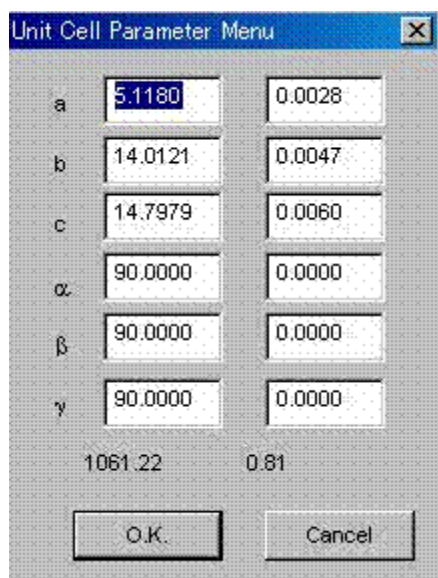 Unit Cell Parameter Menu
a 5.1180 0.0028
b 14.0121 0.0047
c 14.7979 0.0060
α 90.0000 0.0000
β 90.0000 0.0000
γ 90.0000 0.0000
1061.22 0.81
O.K. Cancel